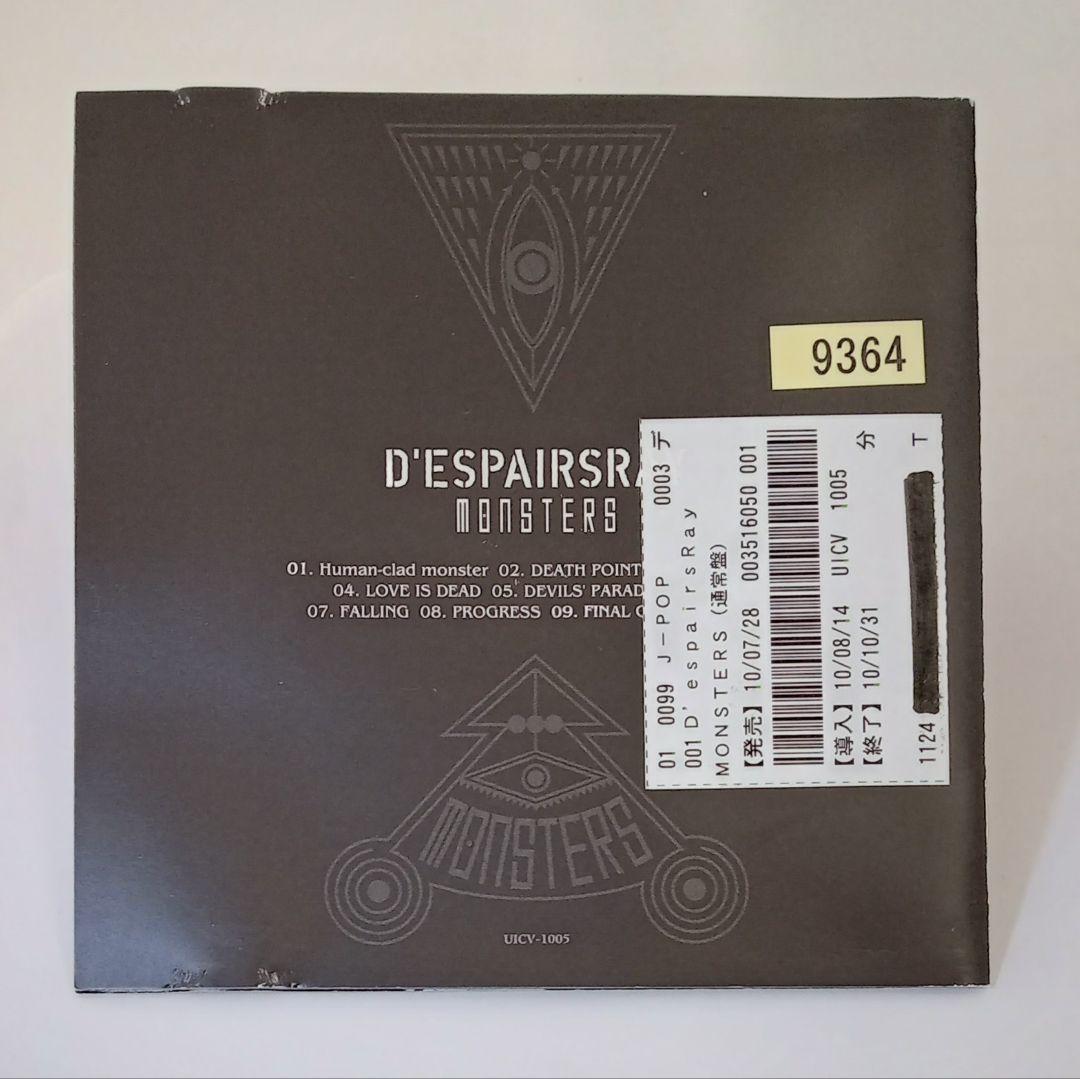 9364
D'ESPAIRSRAY
MONSTERS
01. Human-clad monster 02. DEATH POINT
04. LOVE IS DEAD 05. DEVILS' PARAD
07. FALLING 08. PROGRESS 09. FINAL
MONSTERS
UICV-1005
01 0099 J-POP 0003 デ
001D'espairsRay
MONSTERS(通常盤)
【発売】10/07/28 003516050 001
【導入】10/08/14 UICV 1005 分
【終了】10/10/31
1124 T